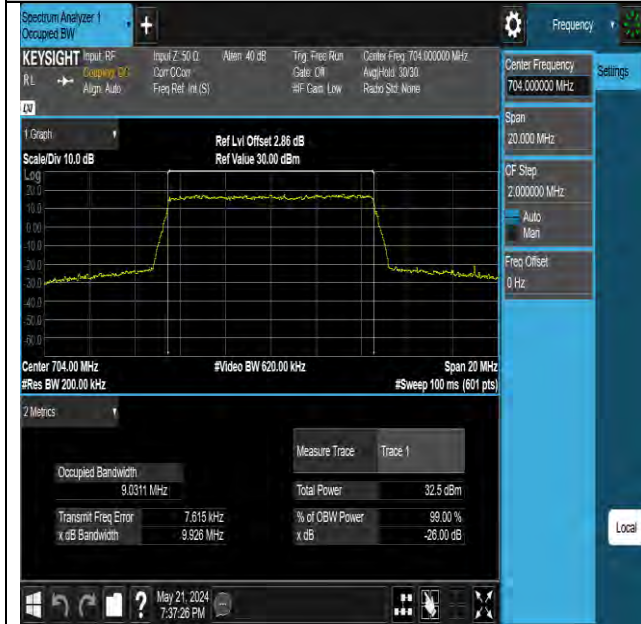 Spectrum Analyzer 1
Occupied BW
+
Frequency
KEYSIGHT
Input: RF
Coupling: DC
Align: Auto
Input Z: 50 Ω
Corr CCorr
Freq Ref: Int (S)
Atten: 40 dB
Trig: Free Run
Gate: Off
#IF Gain: Low
Center Freq: 704.000000 MHz
Avg|Hold: 30/30
Radio Std: None
RL
LXI
Center Frequency
704.000000 MHz
Settings
Span
20.000 MHz
CF Step
2.000000 MHz
Auto
Man
Freq Offset
0 Hz
1 Graph
Ref Lvl Offset 2.86 dB
Scale/Div 10.0 dB
Ref Value 30.00 dBm
Log
20.0
10.0
0.00
-10.0
-20.0
-30.0
-40.0
-50.0
-60.0
Center 704.00 MHz
#Video BW 620.00 kHz
Span 20 MHz
#Res BW 200.00 kHz
#Sweep 100 ms (601 pts)
2 Metrics
Measure Trace
Trace 1
Occupied Bandwidth
9.0311 MHz
Total Power
32.5 dBm
Transmit Freq Error
7.615 kHz
% of OBW Power
99.00 %
x dB Bandwidth
9.926 MHz
x dB
-26.00 dB
Local
?
May 21, 2024
7:37:26 PM